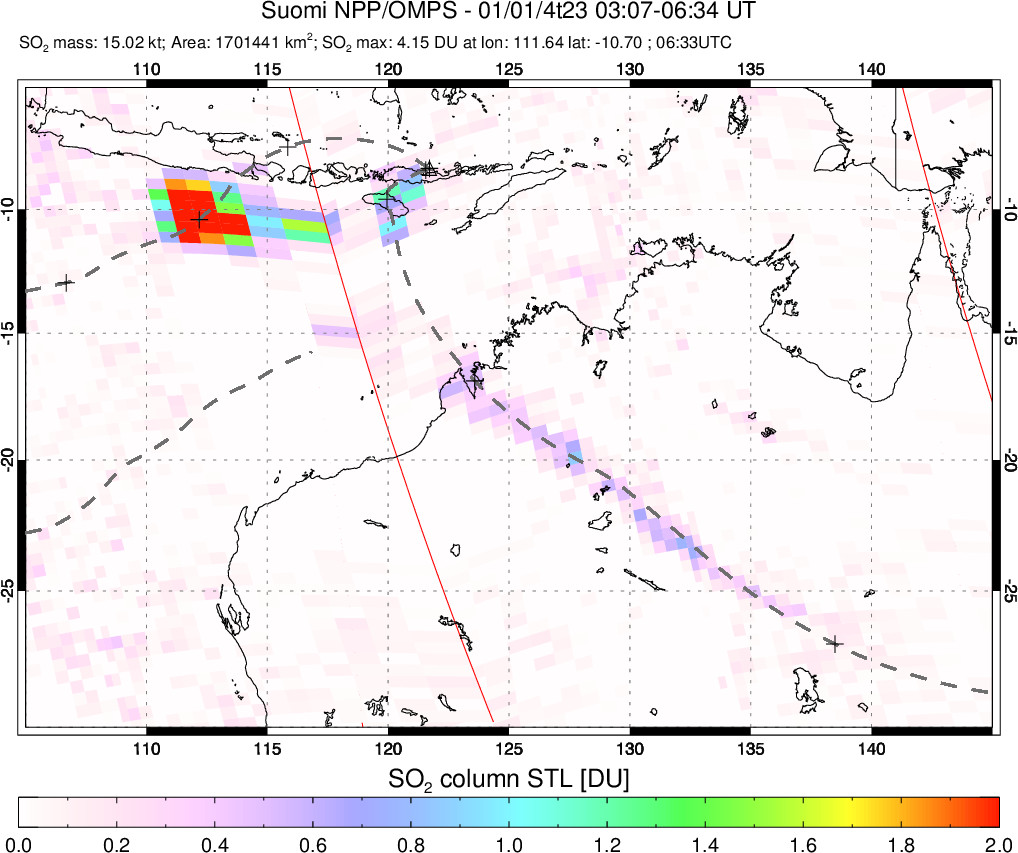 Suomi NPP/OMPS - 01/01/4t23 03:07-06:34 UT
SO₂ mass: 15.02 kt; Area: 1701441 km²; SO₂ max: 4.15 DU at lon: 111.64 lat: -10.70 ; 06:33UTC
110 115 120 125 130 135 140
-10 -10
-15 -15
-20 -20
-25 -25
110 115 120 125 130 135 140
SO₂ column STL [DU]
0.0 0.2 0.4 0.6 0.8 1.0 1.2 1.4 1.6 1.8 2.0